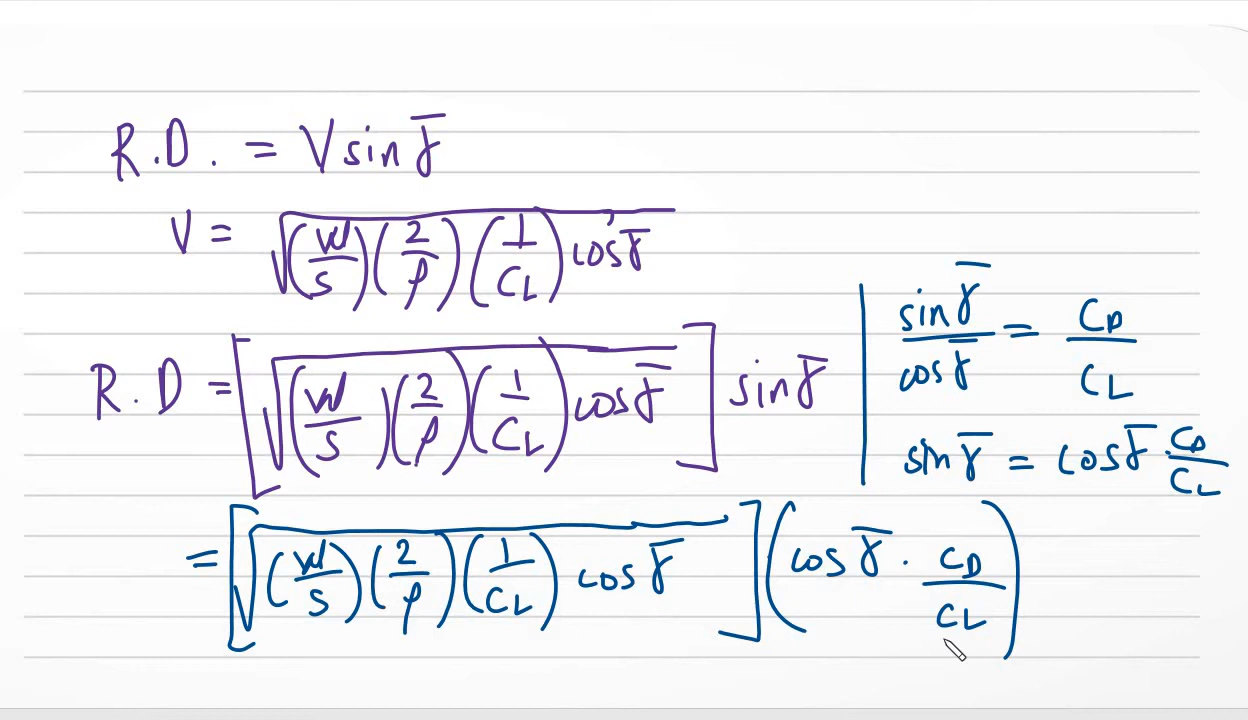 R.D. = V sin γ̅
V = √((W/S)(2/ρ)(1/CL) cos γ̅)
R.D = [√((W/S)(2/ρ)(1/CL) cos γ̅)] sin γ̅
= [√((W/S)(2/ρ)(1/CL) cos γ̅)] (cos γ̅ · CD/CL)
sin γ̅ / cos γ̅ = CD/CL
sin γ̅ = cos γ̅ · CD/CL